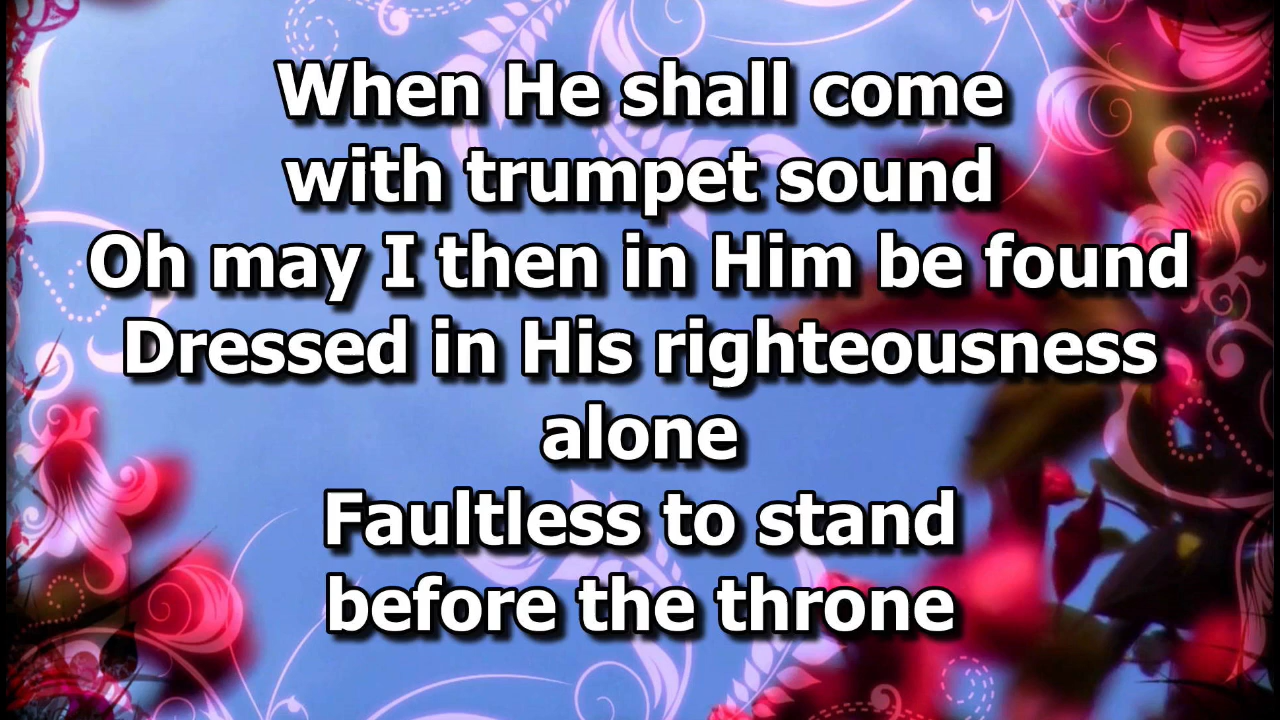 When He shall come
with trumpet sound
Oh may I then in Him be found
Dressed in His righteousness
alone
Faultless to stand
before the throne